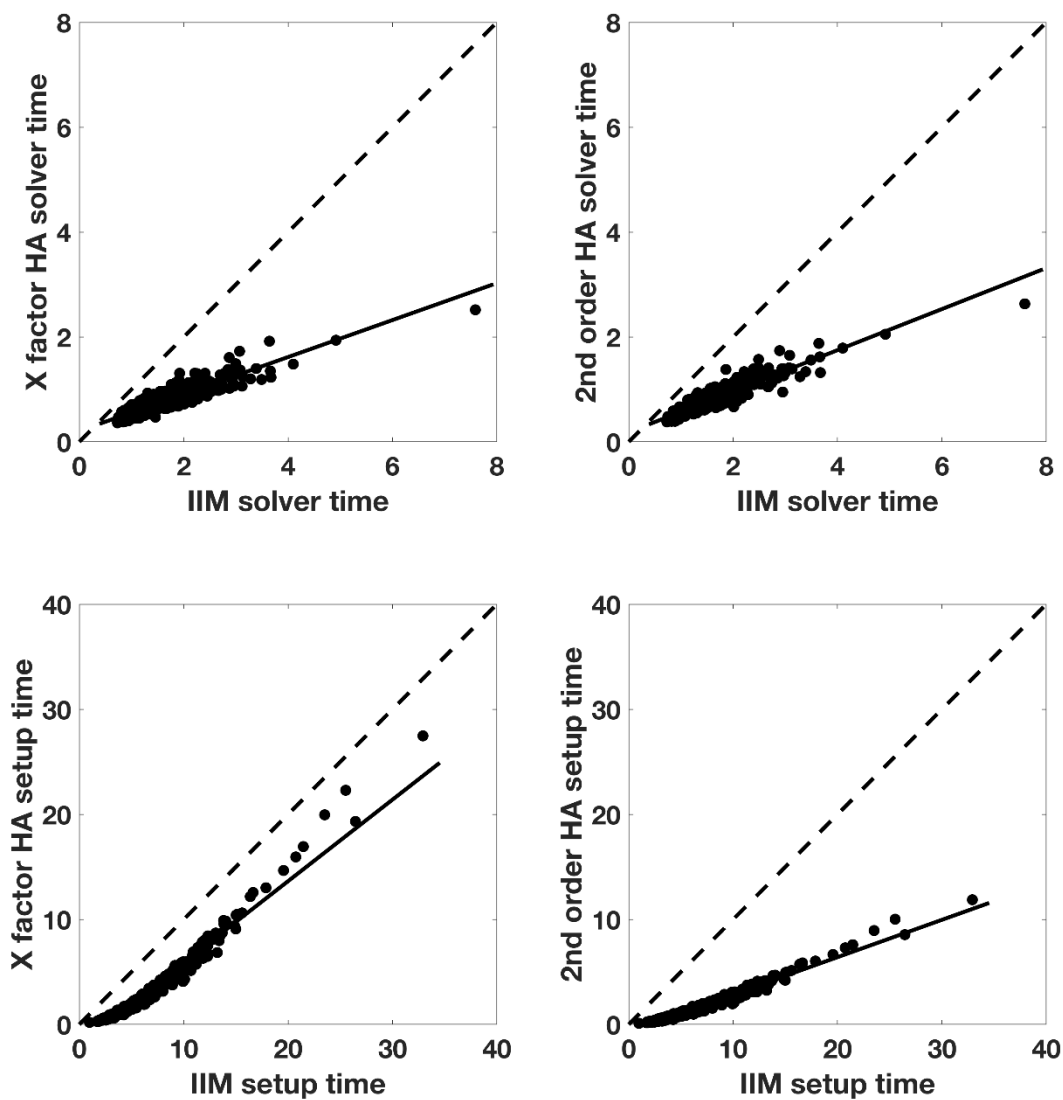 X factor HA solver time
8
6
4
2
0
0 2 4 6 8
IIM solver time
2nd order HA solver time
8
6
4
2
0
0 2 4 6 8
IIM solver time
X factor HA setup time
40
30
20
10
0
0 10 20 30 40
IIM setup time
2nd order HA setup time
40
30
20
10
0
0 10 20 30 40
IIM setup time